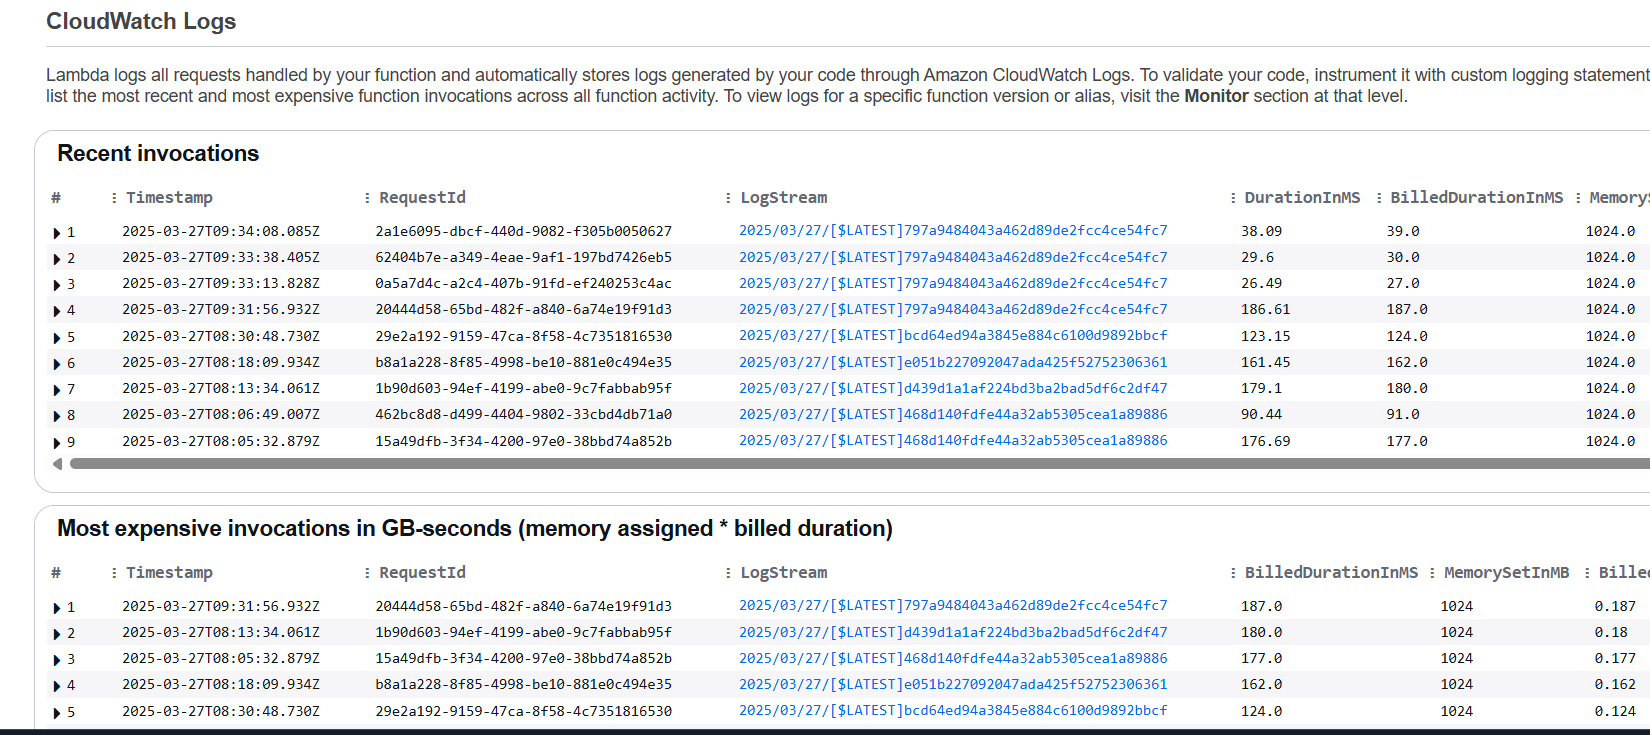 CloudWatch Logs
Lambda logs all requests handled by your function and automatically stores logs generated by your code through Amazon CloudWatch Logs. To validate your code, instrument it with custom logging statement
list the most recent and most expensive function invocations across all function activity. To view logs for a specific function version or alias, visit the Monitor section at that level.
Recent invocations
# Timestamp RequestId LogStream DurationInMS BilledDurationInMS MemoryS
1 2025-03-27T09:34:08.085Z 2a1e6095-dbcf-440d-9082-f305b0050627 2025/03/27/[$LATEST]797a9484043a462d89de2fcc4ce54fc7 38.09 39.0 1024.0
2 2025-03-27T09:33:38.405Z 62404b7e-a349-4eae-9af1-197bd7426eb5 2025/03/27/[$LATEST]797a9484043a462d89de2fcc4ce54fc7 29.6 30.0 1024.0
3 2025-03-27T09:33:13.828Z 0a5a7d4c-a2c4-407b-91fd-ef240253c4ac 2025/03/27/[$LATEST]797a9484043a462d89de2fcc4ce54fc7 26.49 27.0 1024.0
4 2025-03-27T09:31:56.932Z 20444d58-65bd-482f-a840-6a74e19f91d3 2025/03/27/[$LATEST]797a9484043a462d89de2fcc4ce54fc7 186.61 187.0 1024.0
5 2025-03-27T08:30:48.730Z 29e2a192-9159-47ca-8f58-4c7351816530 2025/03/27/[$LATEST]bcd64ed94a3845e884c6100d9892bbcf 123.15 124.0 1024.0
6 2025-03-27T08:18:09.934Z b8a1a228-8f85-4998-be10-881e0c494e35 2025/03/27/[$LATEST]e051b227092047ada425f52752306361 161.45 162.0 1024.0
7 2025-03-27T08:13:34.061Z 1b90d603-94ef-4199-abe0-9c7fabbab95f 2025/03/27/[$LATEST]d439d1a1af224bd3ba2bad5df6c2df47 179.1 180.0 1024.0
8 2025-03-27T08:06:49.007Z 462bc8d8-d499-4404-9802-33cbd4db71a0 2025/03/27/[$LATEST]468d140fdfe44a32ab5305cea1a89886 90.44 91.0 1024.0
9 2025-03-27T08:05:32.879Z 15a49dfb-3f34-4200-97e0-38bbd74a852b 2025/03/27/[$LATEST]468d140fdfe44a32ab5305cea1a89886 176.69 177.0 1024.0
Most expensive invocations in GB-seconds (memory assigned * billed duration)
# Timestamp RequestId LogStream BilledDurationInMS MemorySetInMB Billed
1 2025-03-27T09:31:56.932Z 20444d58-65bd-482f-a840-6a74e19f91d3 2025/03/27/[$LATEST]797a9484043a462d89de2fcc4ce54fc7 187.0 1024 0.187
2 2025-03-27T08:13:34.061Z 1b90d603-94ef-4199-abe0-9c7fabbab95f 2025/03/27/[$LATEST]d439d1a1af224bd3ba2bad5df6c2df47 180.0 1024 0.18
3 2025-03-27T08:05:32.879Z 15a49dfb-3f34-4200-97e0-38bbd74a852b 2025/03/27/[$LATEST]468d140fdfe44a32ab5305cea1a89886 177.0 1024 0.177
4 2025-03-27T08:18:09.934Z b8a1a228-8f85-4998-be10-881e0c494e35 2025/03/27/[$LATEST]e051b227092047ada425f52752306361 162.0 1024 0.162
5 2025-03-27T08:30:48.730Z 29e2a192-9159-47ca-8f58-4c7351816530 2025/03/27/[$LATEST]bcd64ed94a3845e884c6100d9892bbcf 124.0 1024 0.124